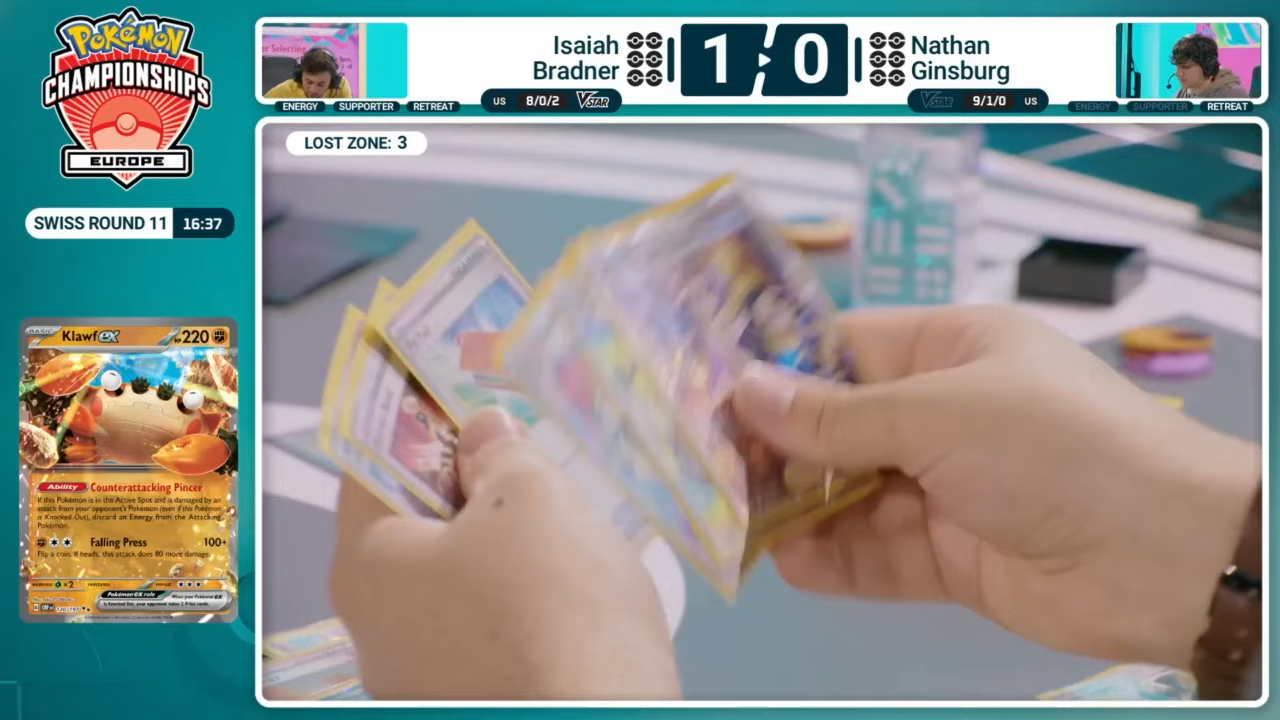 Pokémon
CHAMPIONSHIPS
EUROPE
SWISS ROUND 11 16:37
Isaiah
Bradner
1 0
Nathan
Ginsburg
US 8/0/2 VSTAR
VSTAR 9/1/0 US
ENERGY SUPPORTER RETREAT
ENERGY SUPPORTER RETREAT
LOST ZONE: 3
BASIC Klawf ex HP 220
Ability Counterattacking Pincer
If this Pokémon is in the Active Spot and is damaged by an
attack from your opponent's Pokémon (even if this Pokémon
is Knocked Out), discard an Energy from the Attacking
Pokémon.
Falling Press 100+
Flip a coin. If heads, this attack does 80 more damage.
weakness x2 resistance retreat
Pokémon ex rule